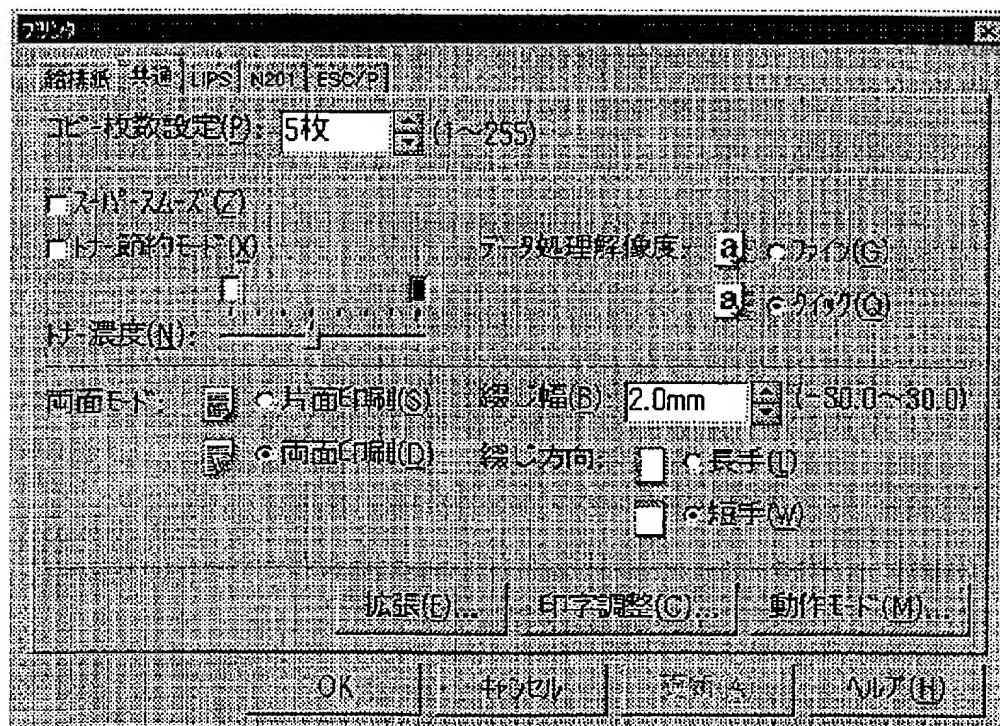 プリンタ
給排紙 共通 LIPS N201 ESC/P
コピー枚数設定(P): 5枚 (1~255)
スーパースムーズ(Z)
トナー節約モード(X)
データ処理解像度: a ファイン(G)
a クイック(Q)
トナー濃度(N):
両面モード: 片面印刷(S)
両面印刷(D)
綴じ幅(B): 2.0mm (-30.0~30.0)
綴じ方向: 長手(L)
短手(W)
拡張(E)... 印字調整(C)... 動作モード(M)...
OK キャンセル 更新(A) ヘルプ(H)